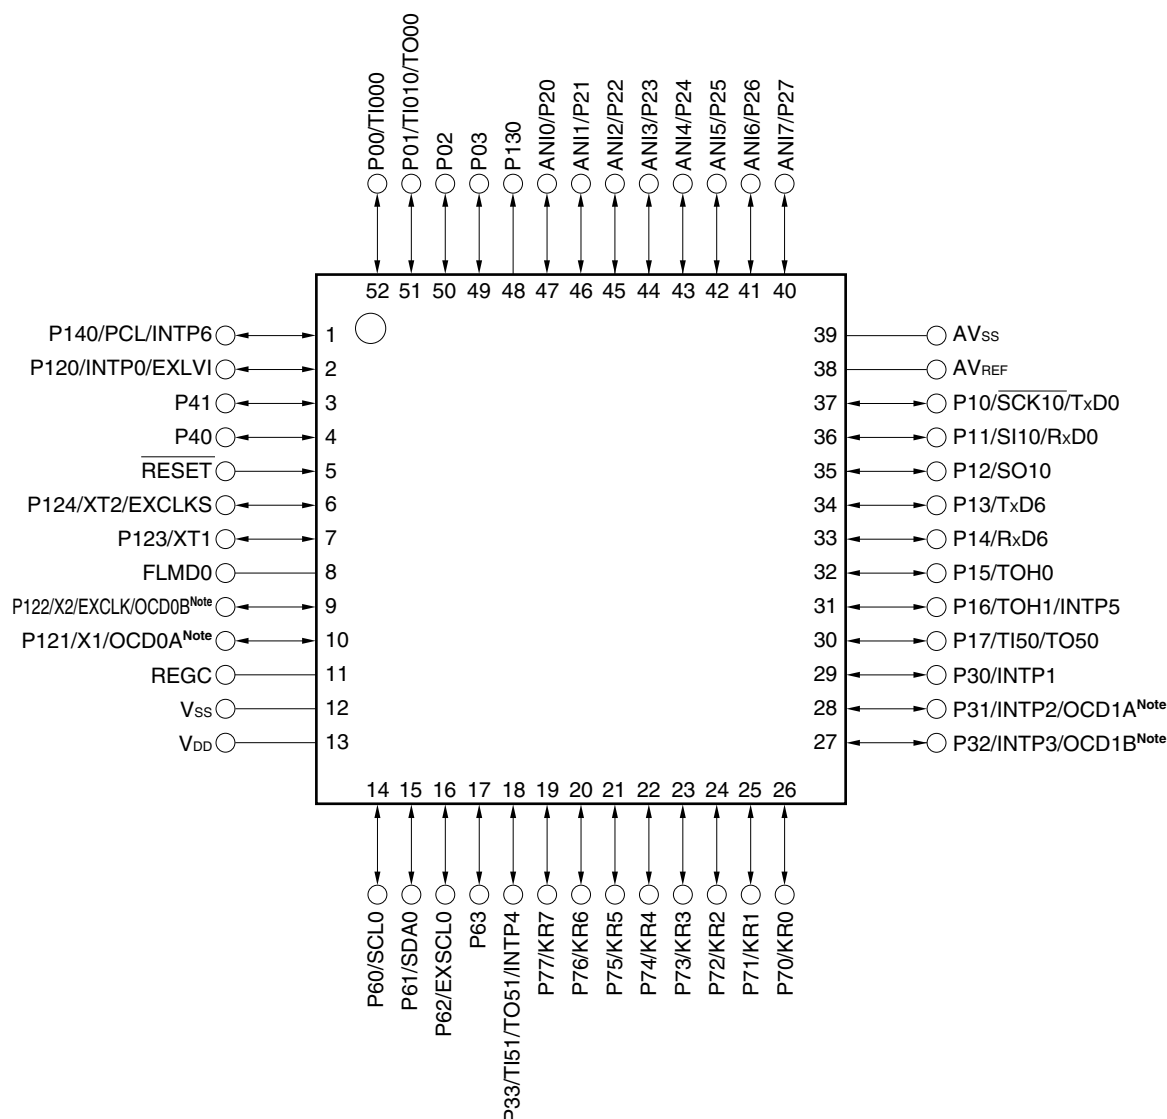 P00/TI000
P01/TI010/TO00
P02
P03
P130
ANI0/P20
ANI1/P21
ANI2/P22
ANI3/P23
ANI4/P24
ANI5/P25
ANI6/P26
ANI7/P27
52 51 50 49 48 47 46 45 44 43 42 41 40
P140/PCL/INTP6 1
P120/INTP0/EXLVI 2
P41 3
P40 4
RESET 5
P124/XT2/EXCLKS 6
P123/XT1 7
FLMD0 8
P122/X2/EXCLK/OCD0BNote 9
P121/X1/OCD0ANote 10
REGC 11
VSS 12
VDD 13
39 AVSS
38 AVREF
37 P10/SCK10/TxD0
36 P11/SI10/RxD0
35 P12/SO10
34 P13/TxD6
33 P14/RxD6
32 P15/TOH0
31 P16/TOH1/INTP5
30 P17/TI50/TO50
29 P30/INTP1
28 P31/INTP2/OCD1ANote
27 P32/INTP3/OCD1BNote
14 15 16 17 18 19 20 21 22 23 24 25 26
P60/SCL0
P61/SDA0
P62/EXSCL0
P63
P33/TI51/TO51/INTP4
P77/KR7
P76/KR6
P75/KR5
P74/KR4
P73/KR3
P72/KR2
P71/KR1
P70/KR0